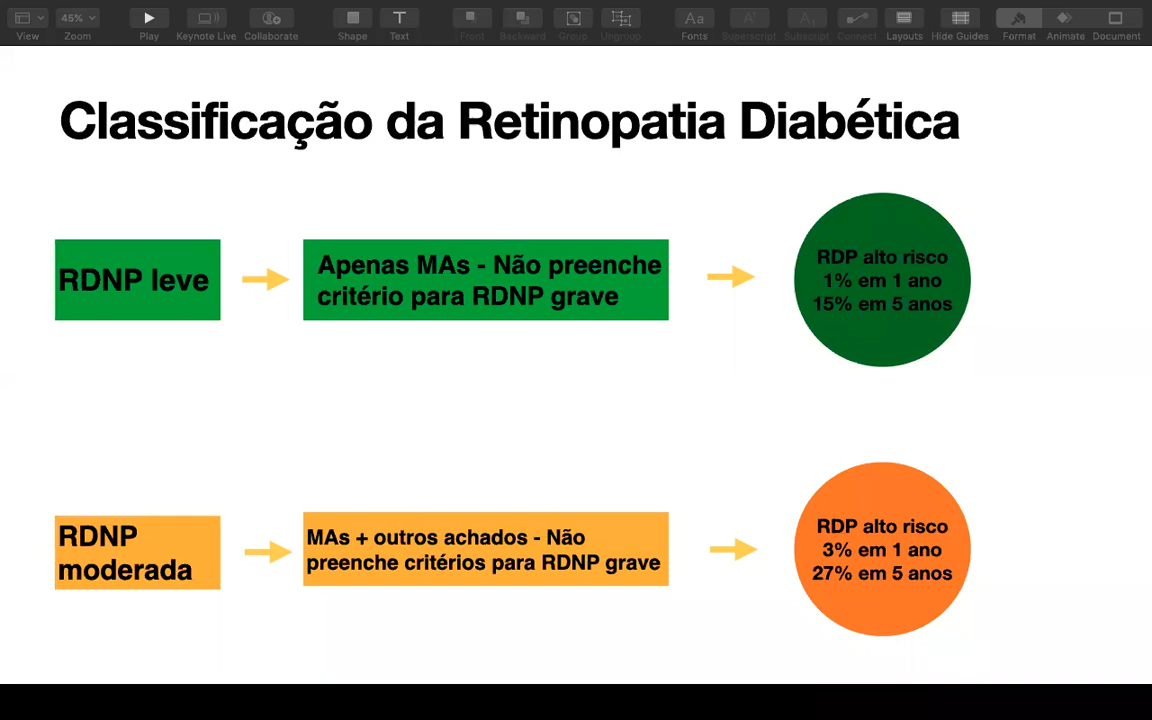 45%
View
Zoom
Play
Keynote Live
Collaborate
Shape
T
Text
Front
Backward
Group
Ungroup
Aa
Fonts
Superscript
Subscript
Connect
Layouts
Hide Guides
Format
Animate
Document
Classificação da Retinopatia Diabética
RDNP leve
Apenas MAs - Não preenche
critério para RDNP grave
RDP alto risco
1% em 1 ano
15% em 5 anos
RDNP
moderada
MAs + outros achados - Não
preenche critérios para RDNP grave
RDP alto risco
3% em 1 ano
27% em 5 anos